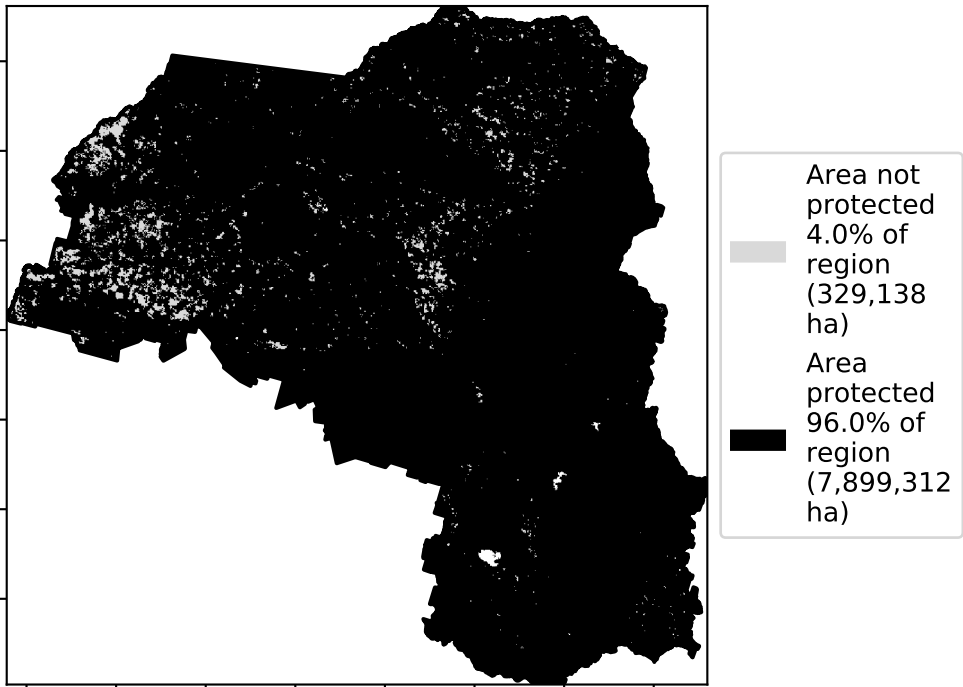 Area not
protected
4.0% of
region
(329,138
ha)
Area
protected
96.0% of
region
(7,899,312
ha)